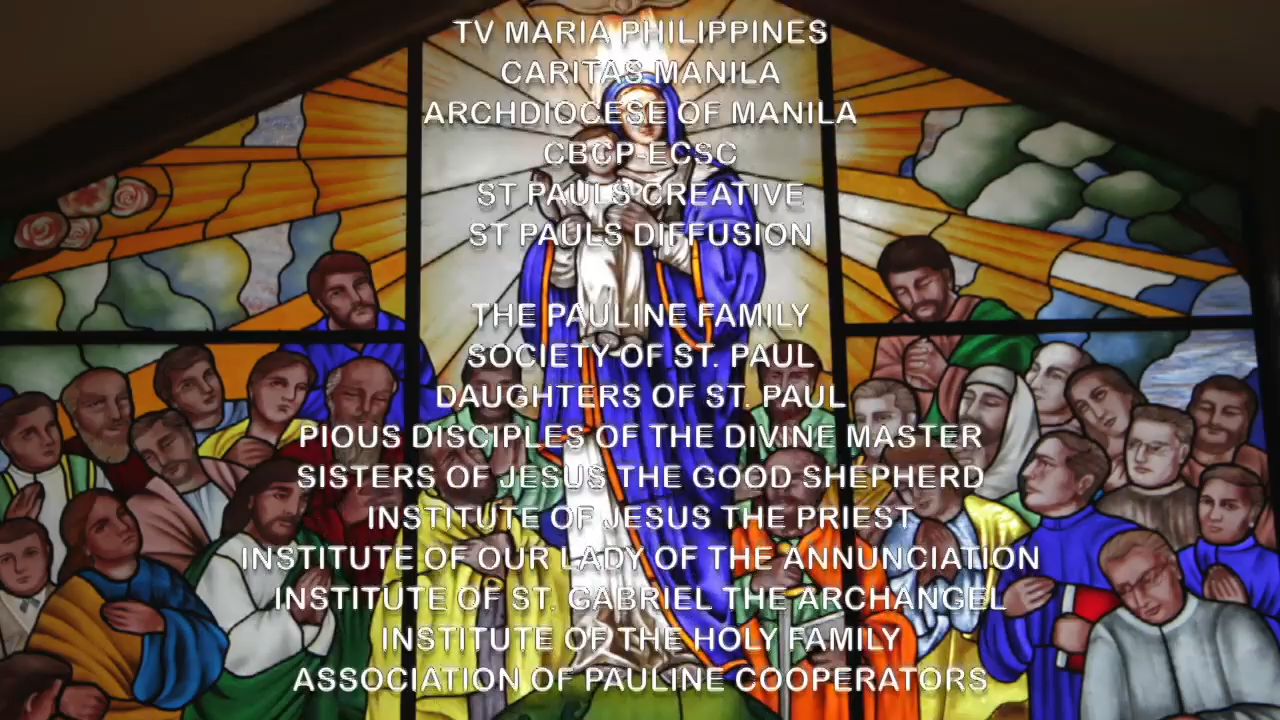 TV MARIA PHILIPPINES
CARITAS MANILA
ARCHDIOCESE OF MANILA
CBCP-ECSC
ST PAULS CREATIVE
ST PAULS DIFFUSION
THE PAULINE FAMILY
SOCIETY OF ST. PAUL
DAUGHTERS OF ST. PAUL
PIOUS DISCIPLES OF THE DIVINE MASTER
SISTERS OF JESUS THE GOOD SHEPHERD
INSTITUTE OF JESUS THE PRIEST
INSTITUTE OF OUR LADY OF THE ANNUNCIATION
INSTITUTE OF ST. GABRIEL THE ARCHANGEL
INSTITUTE OF THE HOLY FAMILY
ASSOCIATION OF PAULINE COOPERATORS